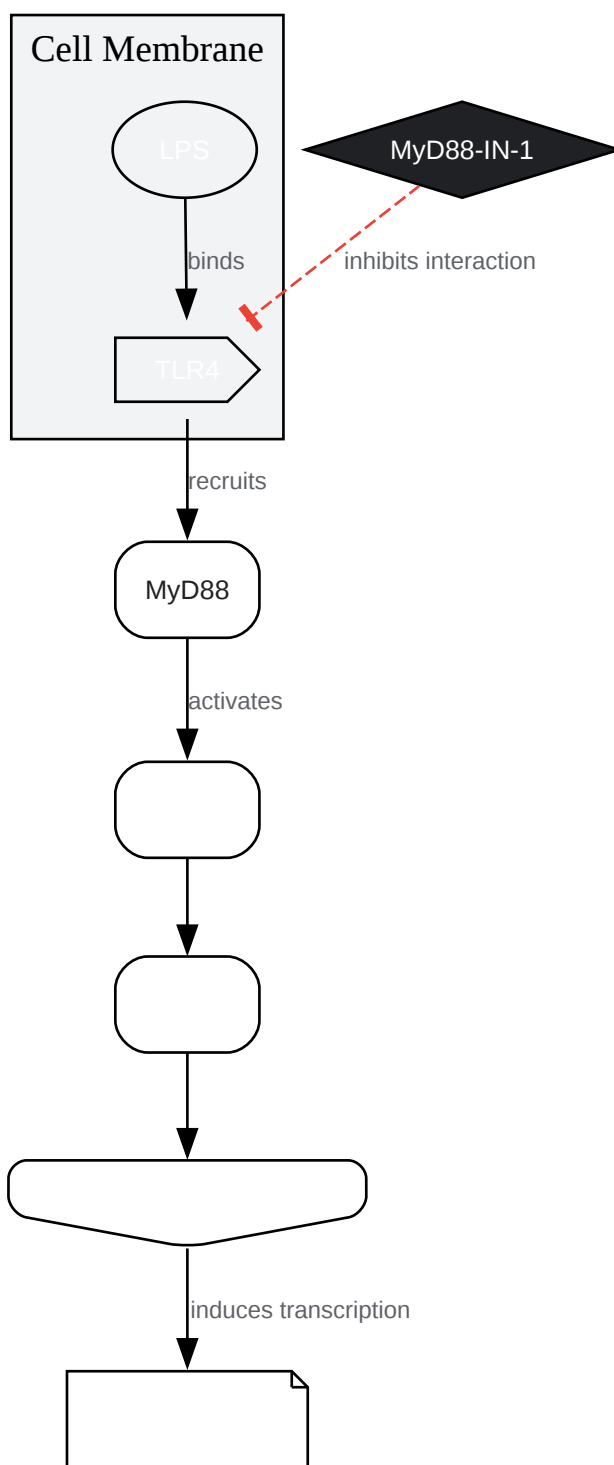 Cell Membrane
LPS
MyD88-IN-1
binds
inhibits interaction
TLR4
recruits
MyD88
activates
induces transcription